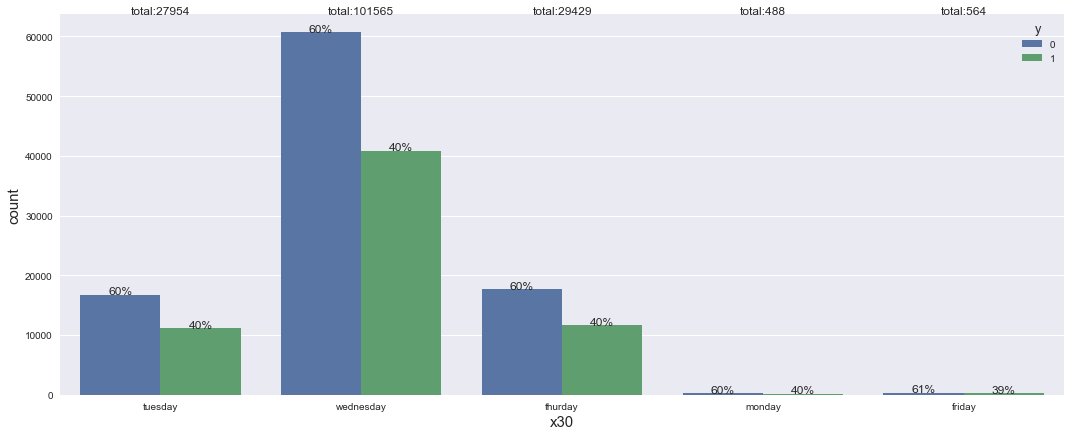 total:27954 total:101565 total:29429 total:488 total:564
y
0
1
60000
50000
40000
30000
20000
10000
0
count
60% 40% 60% 40% 60% 40% 60% 40% 61% 39%
tuesday wednesday thurday monday friday
x30